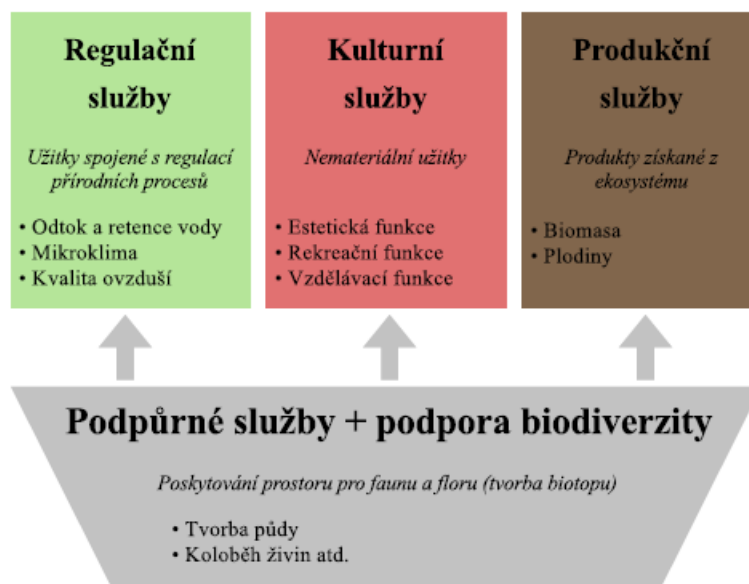 Regulační
služby
Užitky spojené s regulací
přírodních procesů
• Odtok a retence vody
• Mikroklima
• Kvalita ovzduší
Kulturní
služby
Nemateriální užitky
• Estetická funkce
• Rekreační funkce
• Vzdělávací funkce
Produkční
služby
Produkty získané z
ekosystému
• Biomasa
• Plodiny
Podpůrné služby + podpora biodiverzity
Poskytování prostoru pro faunu a floru (tvorba biotopu)
• Tvorba půdy
• Koloběh živin atd.